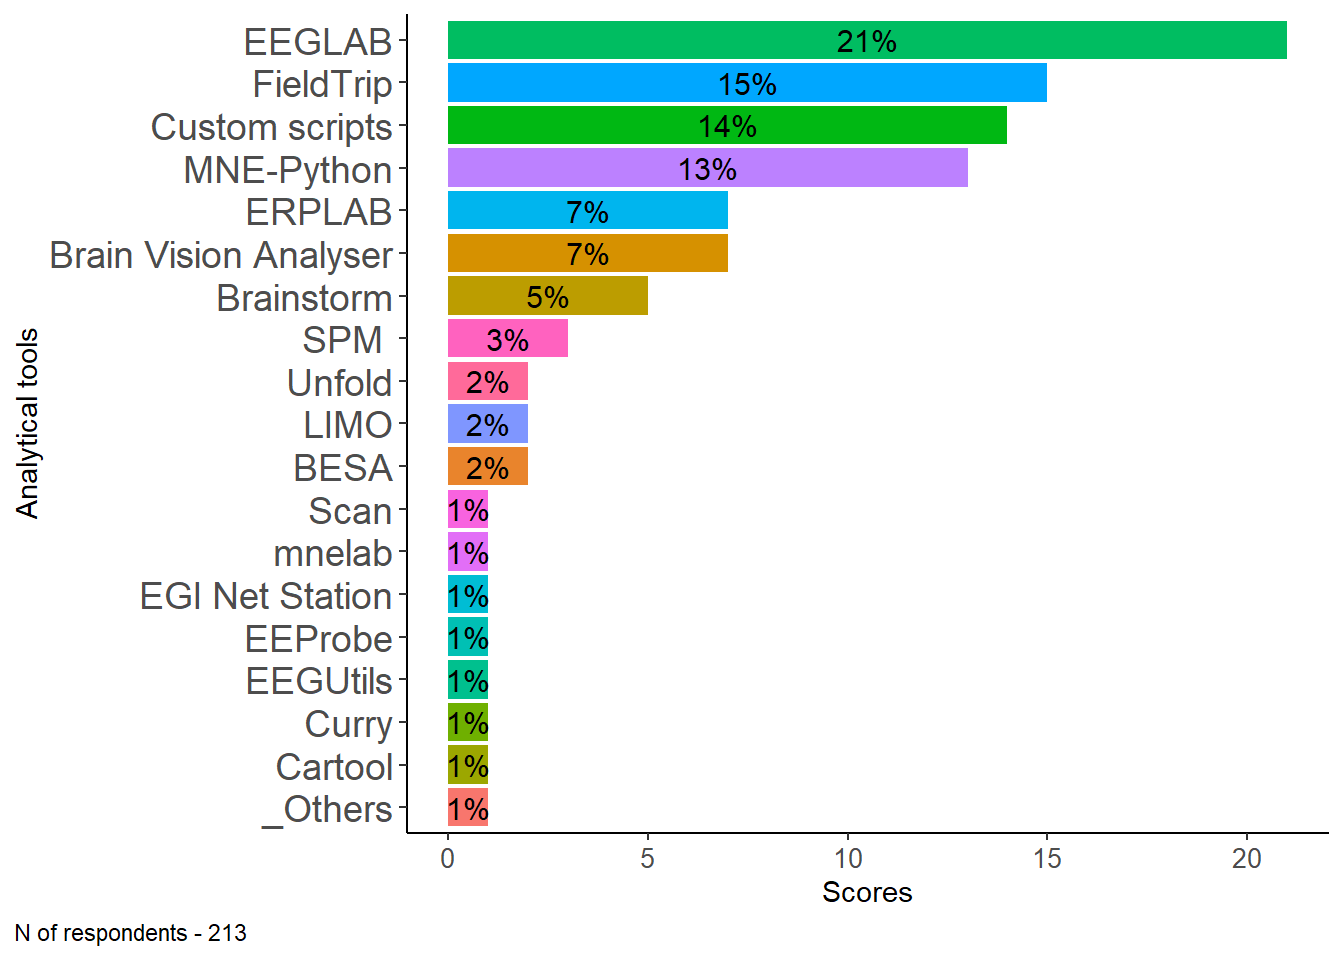 EEGLAB 21%
FieldTrip 15%
Custom scripts 14%
MNE-Python 13%
ERPLAB 7%
Brain Vision Analyser 7%
Brainstorm 5%
SPM 3%
Unfold 2%
LIMO 2%
BESA 2%
Scan 1%
mnelab 1%
EGI Net Station 1%
EEProbe 1%
EEGUtils 1%
Curry 1%
Cartool 1%
_Others 1%
Analytical tools
0 5 10 15 20
Scores
N of respondents - 213